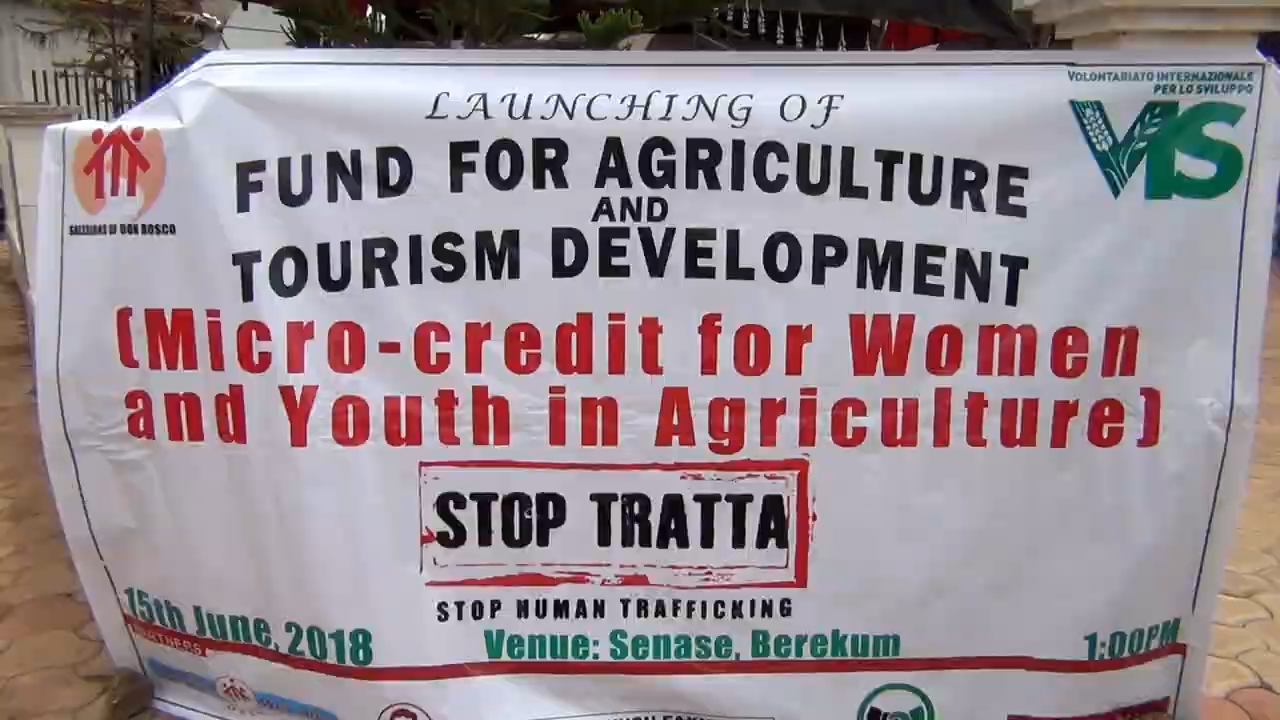 LAUNCHING OF
VOLONTARIATO INTERNAZIONALE
PER LO SVILUPPO
VIS
SALESIANS OF DON BOSCO
FUND FOR AGRICULTURE
AND
TOURISM DEVELOPMENT
(Micro-credit for Women
and Youth in Agriculture)
STOP TRATTA
STOP HUMAN TRAFFICKING
15th June, 2018
Venue: Senase, Berekum
1:00PM
PARTNERS